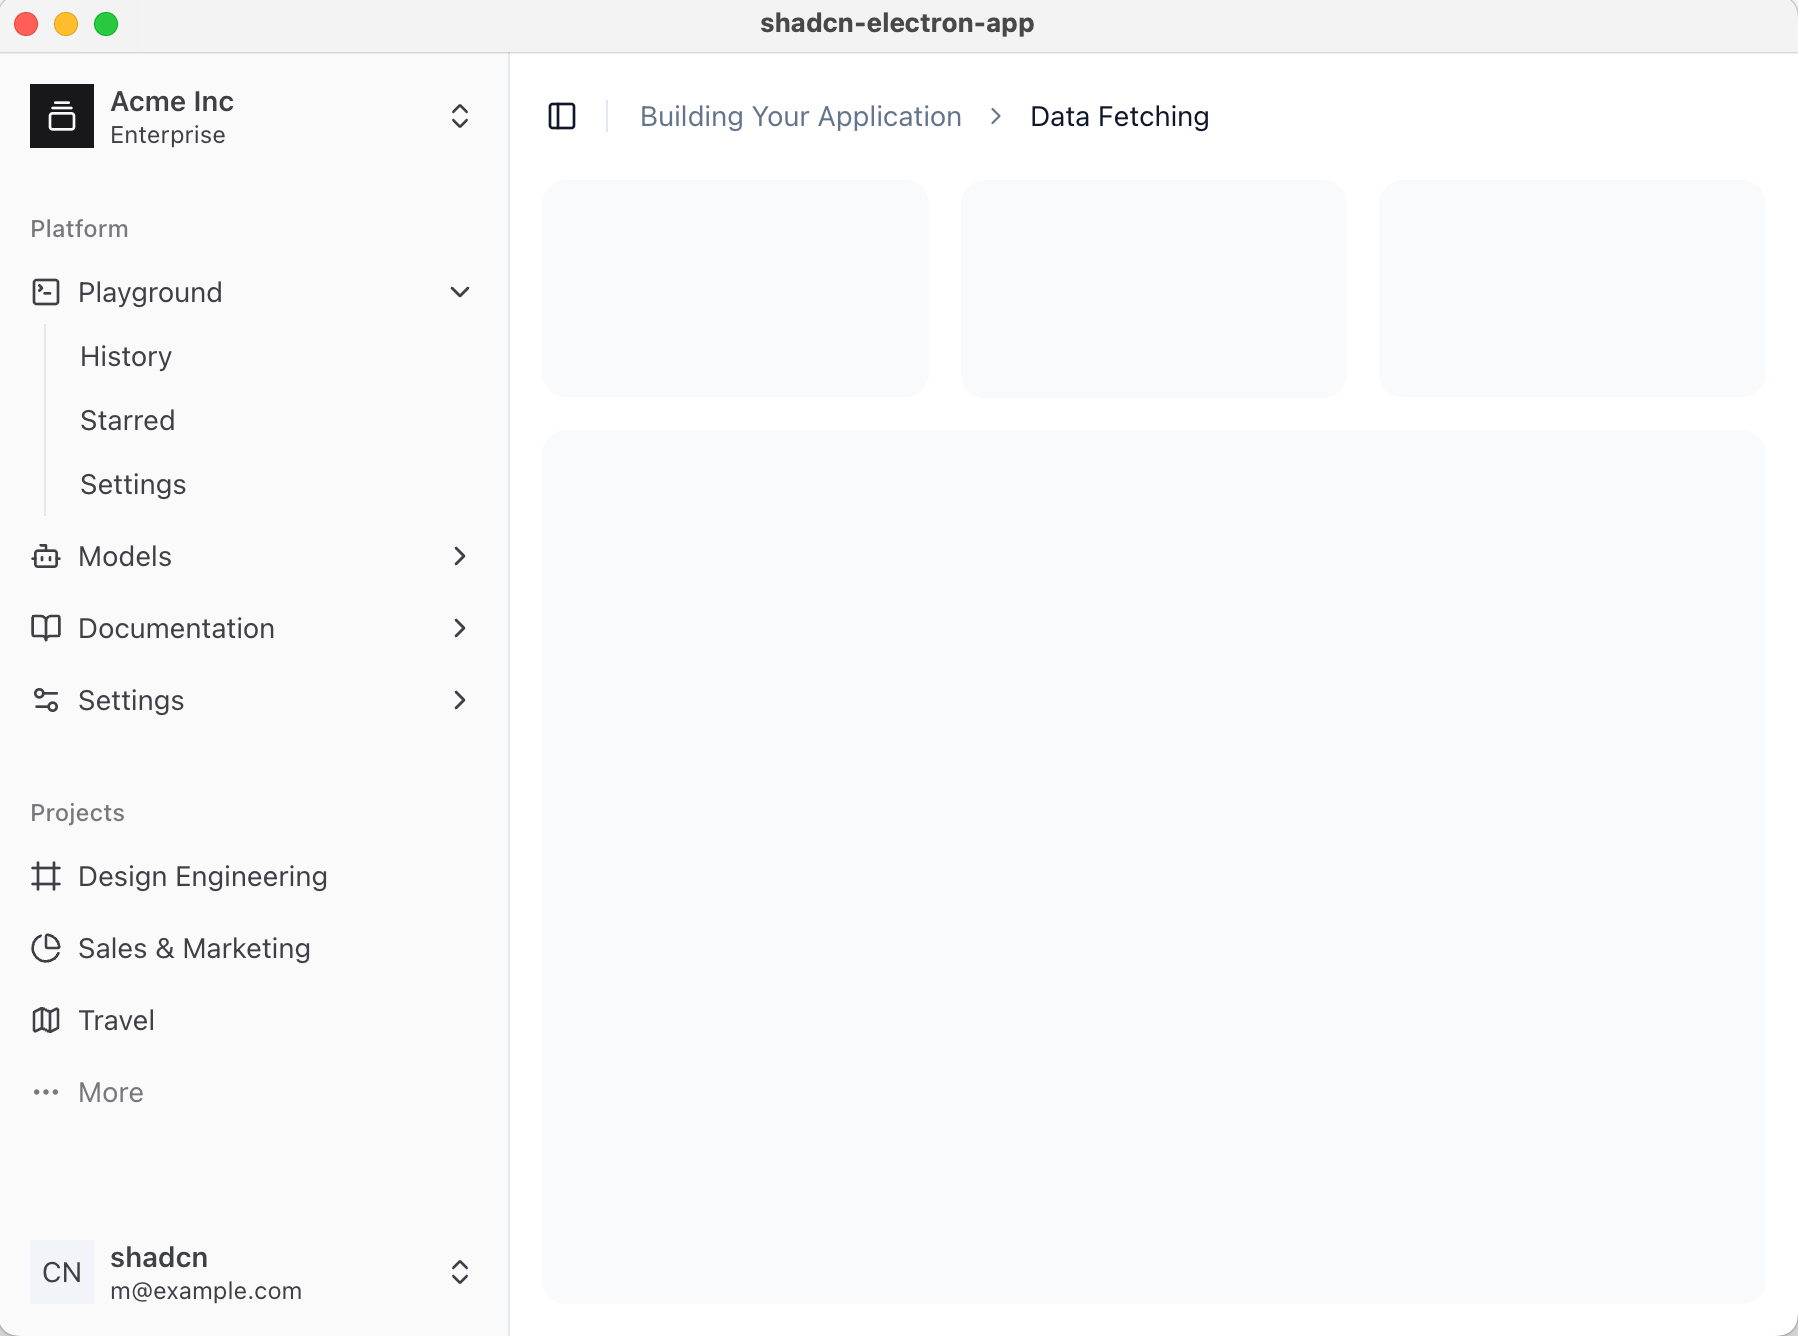 shadcn-electron-app
Acme Inc
Enterprise
Platform
Playground
History
Starred
Settings
Models
Documentation
Settings
Projects
Design Engineering
Sales & Marketing
Travel
More
CN
shadcn
m@example.com
Building Your Application > Data Fetching